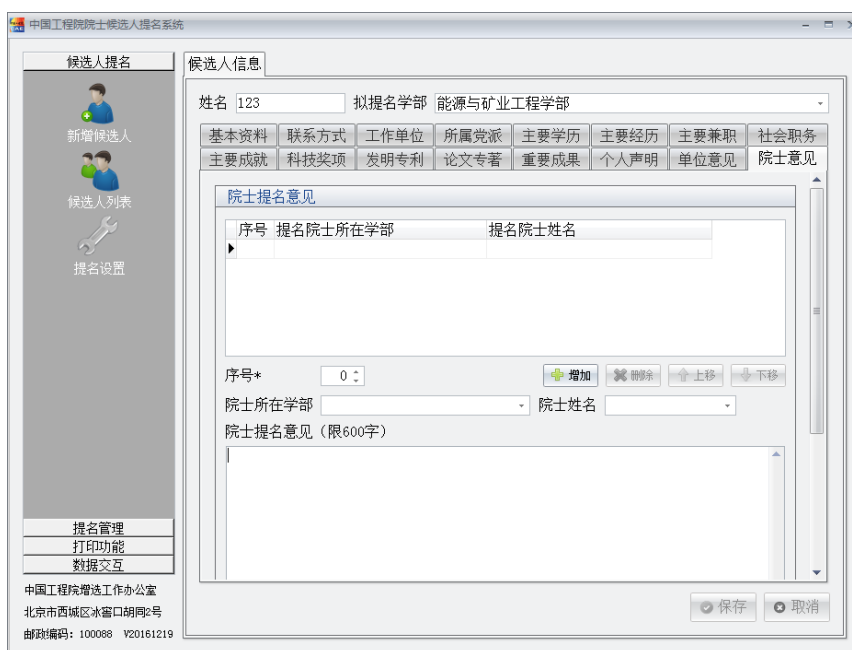 中国工程院院士候选人提名系统
候选人提名
新增候选人
候选人列表
提名设置
提名管理
打印功能
数据交互
中国工程院增选工作办公室
北京市西城区冰窖口胡同2号
邮政编码：100088 V20161219
候选人信息
姓名 123 拟提名学部 能源与矿业工程学部
基本资料 联系方式 工作单位 所属党派 主要学历 主要经历 主要兼职 社会职务
主要成就 科技奖项 发明专利 论文专著 重要成果 个人声明 单位意见 院士意见
院士提名意见
序号 提名院士所在学部 提名院士姓名
序号* 0 增加 删除 上移 下移
院士所在学部 院士姓名
院士提名意见（限600字）
保存 取消